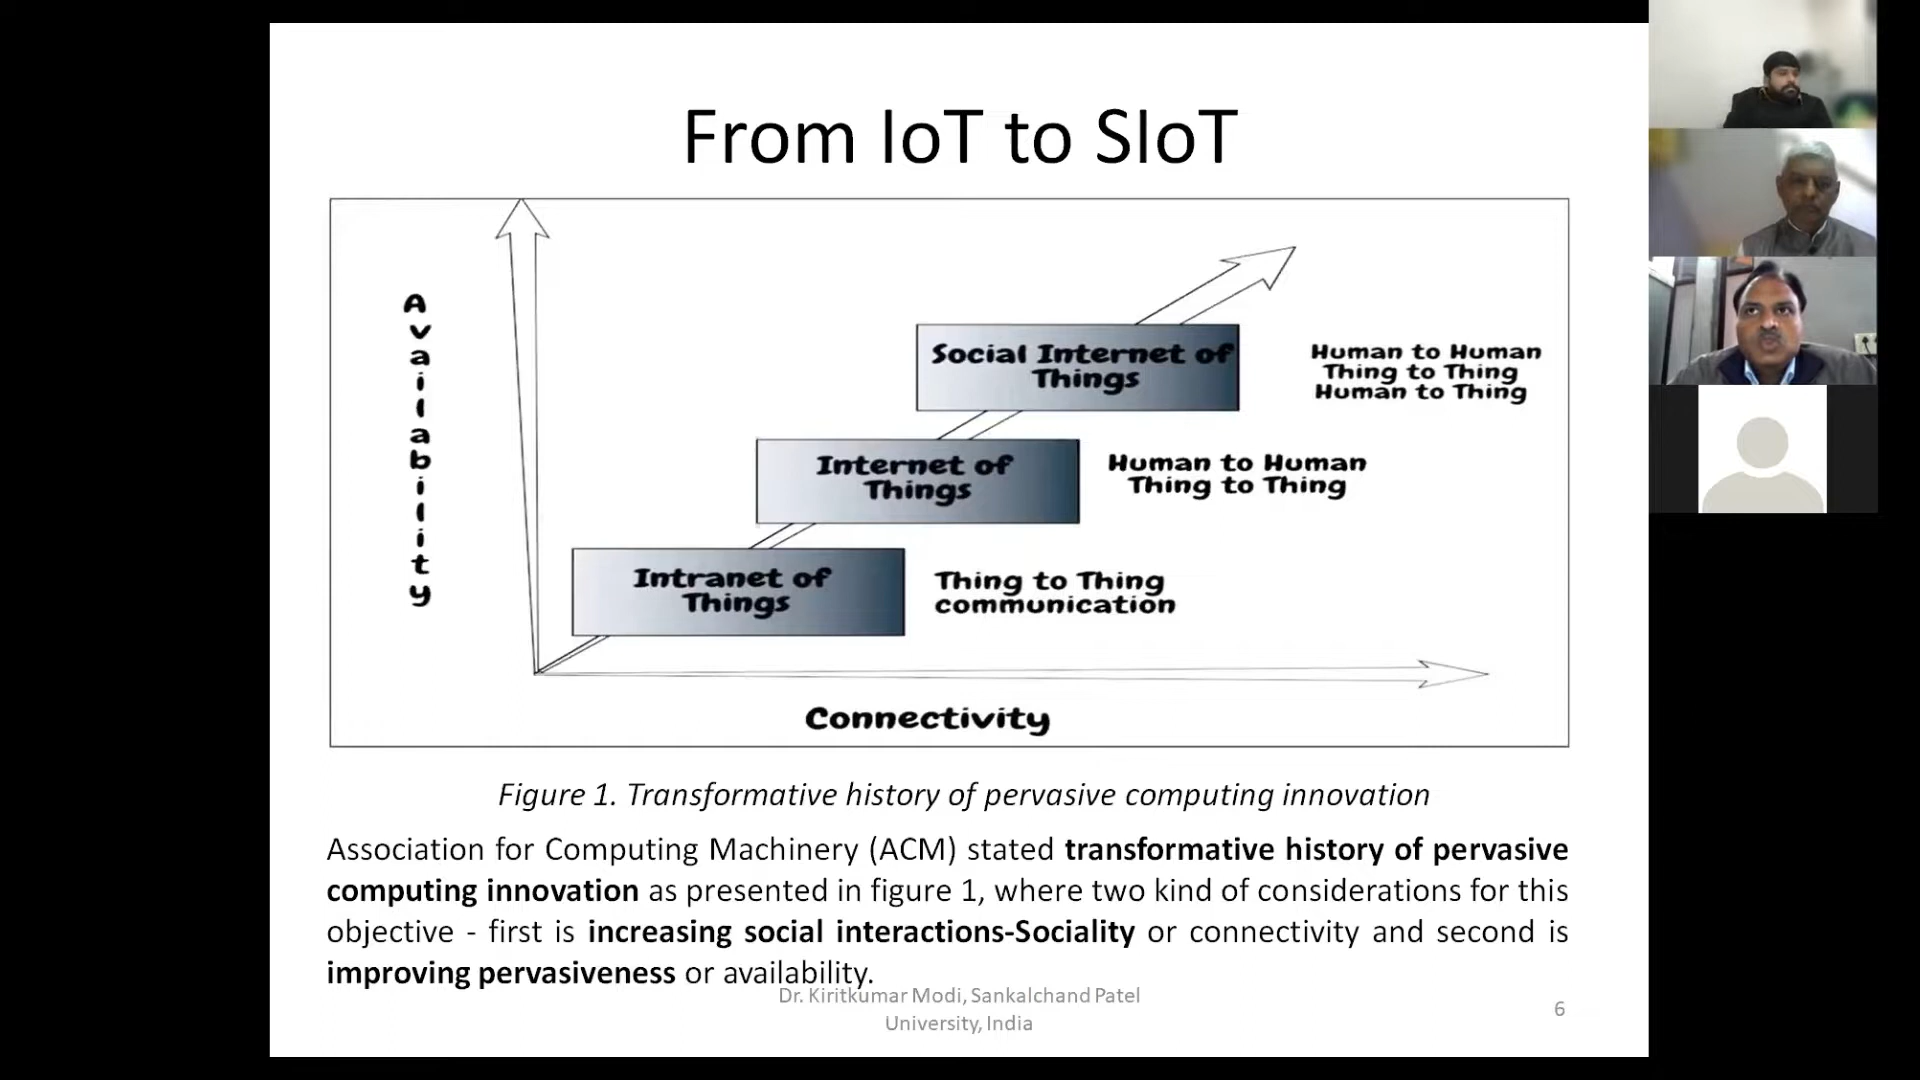 From IoT to SIoT
Availability
Social Internet of
Things
Human to Human
Thing to Thing
Human to Thing
Internet of
Things
Human to Human
Thing to Thing
Intranet of
Things
Thing to Thing
communication
Connectivity
Figure 1. Transformative history of pervasive computing innovation
Association for Computing Machinery (ACM) stated transformative history of pervasive
computing innovation as presented in figure 1, where two kind of considerations for this
objective - first is increasing social interactions-Sociality or connectivity and second is
improving pervasiveness or availability.
Dr. Kiritkumar Modi, Sankalchand Patel
University, India
6